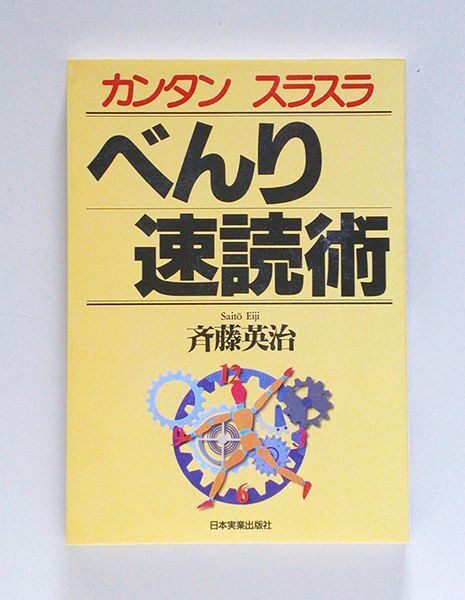 カンタン スラスラ
べんり
速読術
Saitō Eiji
斉藤英治
12
9 3
6
日本実業出版社